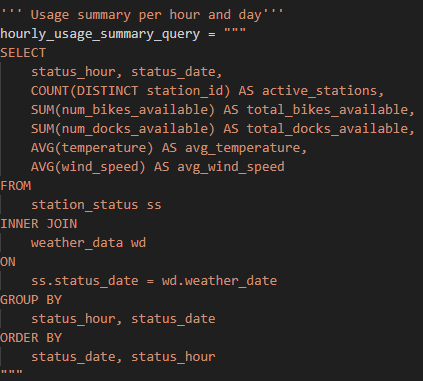 ''' Usage summary per hour and day'''
hourly_usage_summary_query = """
SELECT
    status_hour, status_date,
    COUNT(DISTINCT station_id) AS active_stations,
    SUM(num_bikes_available) AS total_bikes_available,
    SUM(num_docks_available) AS total_docks_available,
    AVG(temperature) AS avg_temperature,
    AVG(wind_speed) AS avg_wind_speed
FROM
    station_status ss
INNER JOIN
    weather_data wd
ON
    ss.status_date = wd.weather_date
GROUP BY
    status_hour, status_date
ORDER BY
    status_date, status_hour
"""